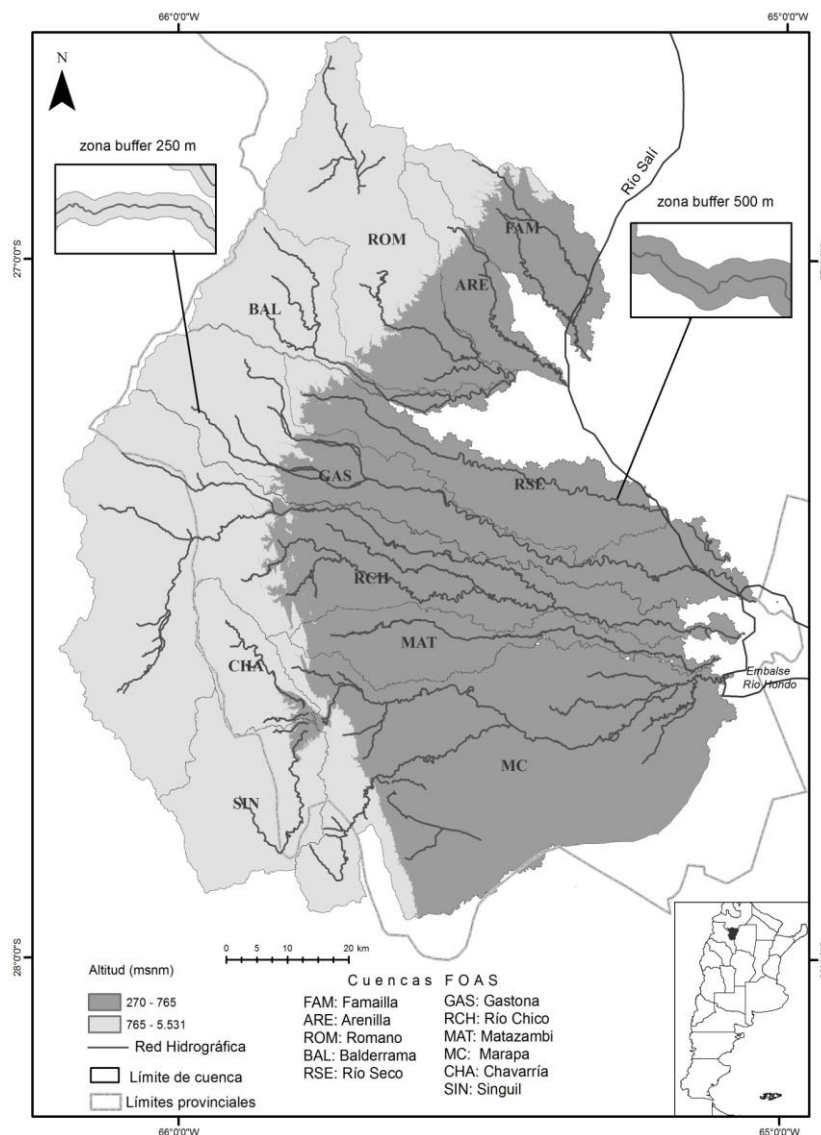 66°0'0"W
65°0'0"W
N
zona buffer 250 m
Río Salí
zona buffer 500 m
27°0'0"S
FAM
ROM
ARE
BAL
GAS
RSE
RCH
MAT
CHA
Embalse
Río Hondo
MC
SIN
28°0'0"S
0 5 10 20 km
Altitud (msnm)
270 - 765
765 - 5.531
Red Hidrográfica
Límite de cuenca
Límites provinciales
Cuencas FOAS
FAM: Famailla
ARE: Arenilla
ROM: Romano
BAL: Balderrama
RSE: Río Seco
GAS: Gastona
RCH: Río Chico
MAT: Matazambi
MC: Marapa
CHA: Chavarría
SIN: Singuil
66°0'0"W
65°0'0"W